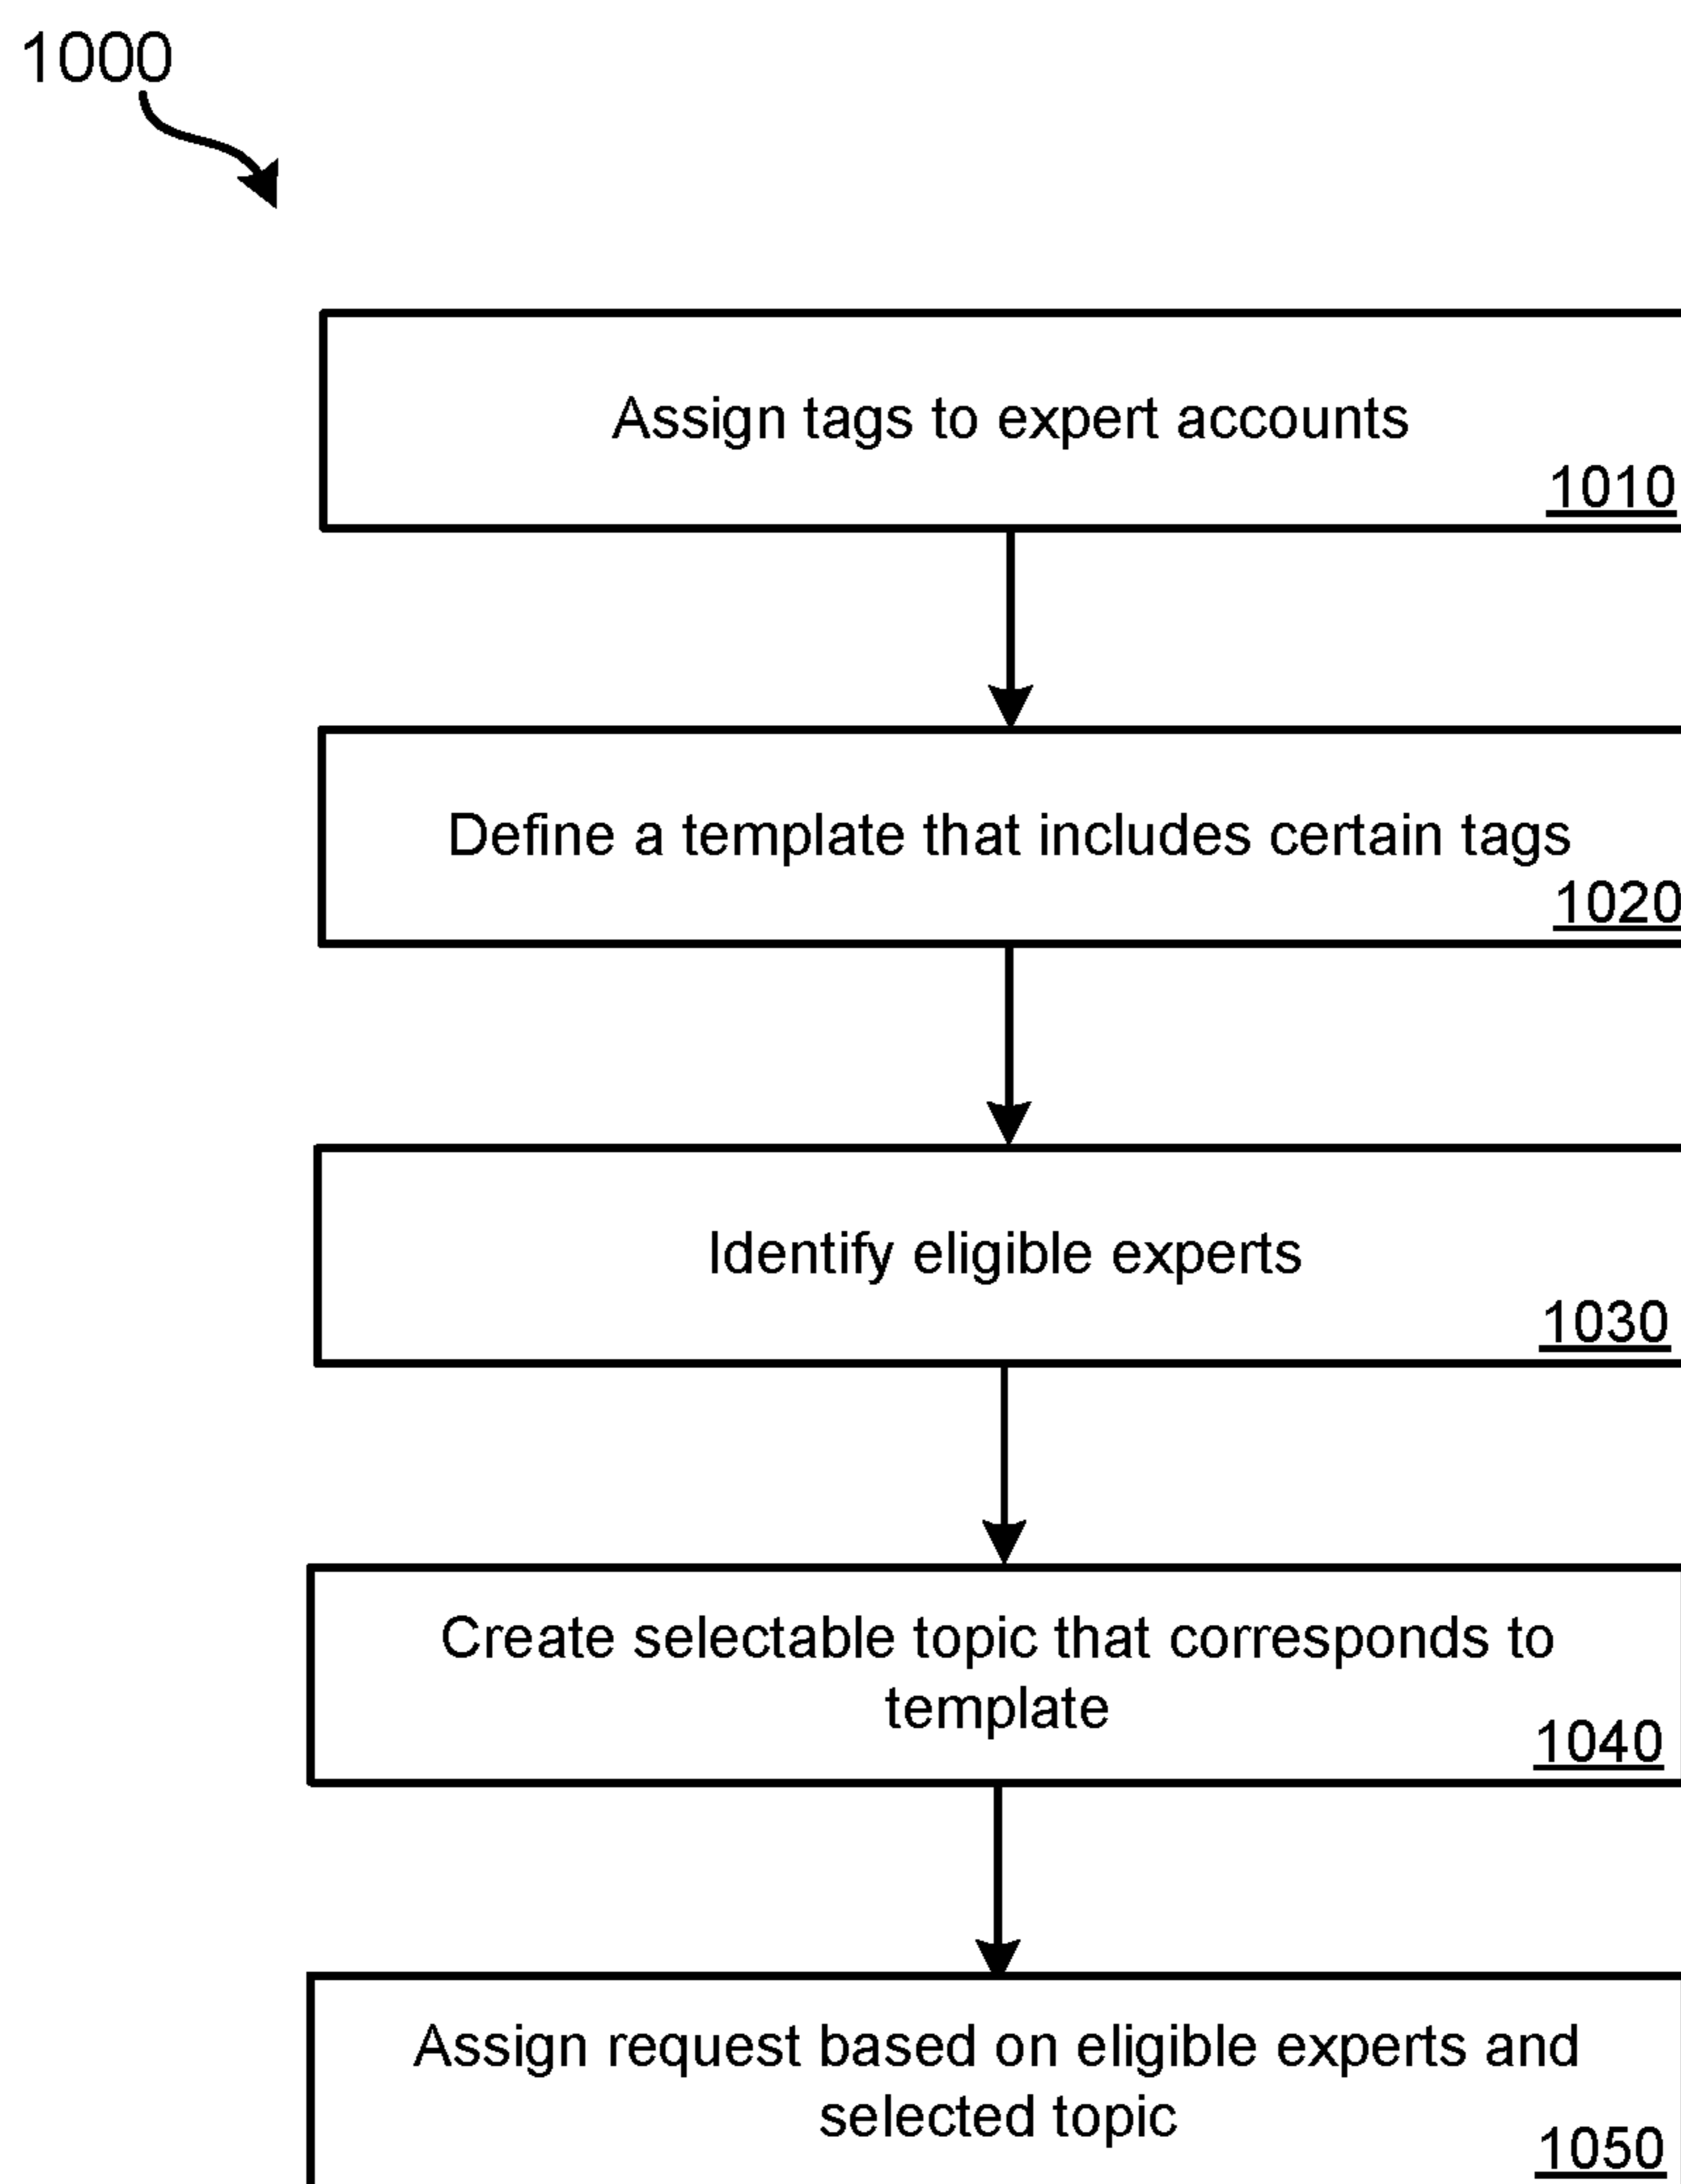 1000
Assign tags to expert accounts
1010
Define a template that includes certain tags
1020
Identify eligible experts
1030
Create selectable topic that corresponds to
template
1040
Assign request based on eligible experts and
selected topic
1050